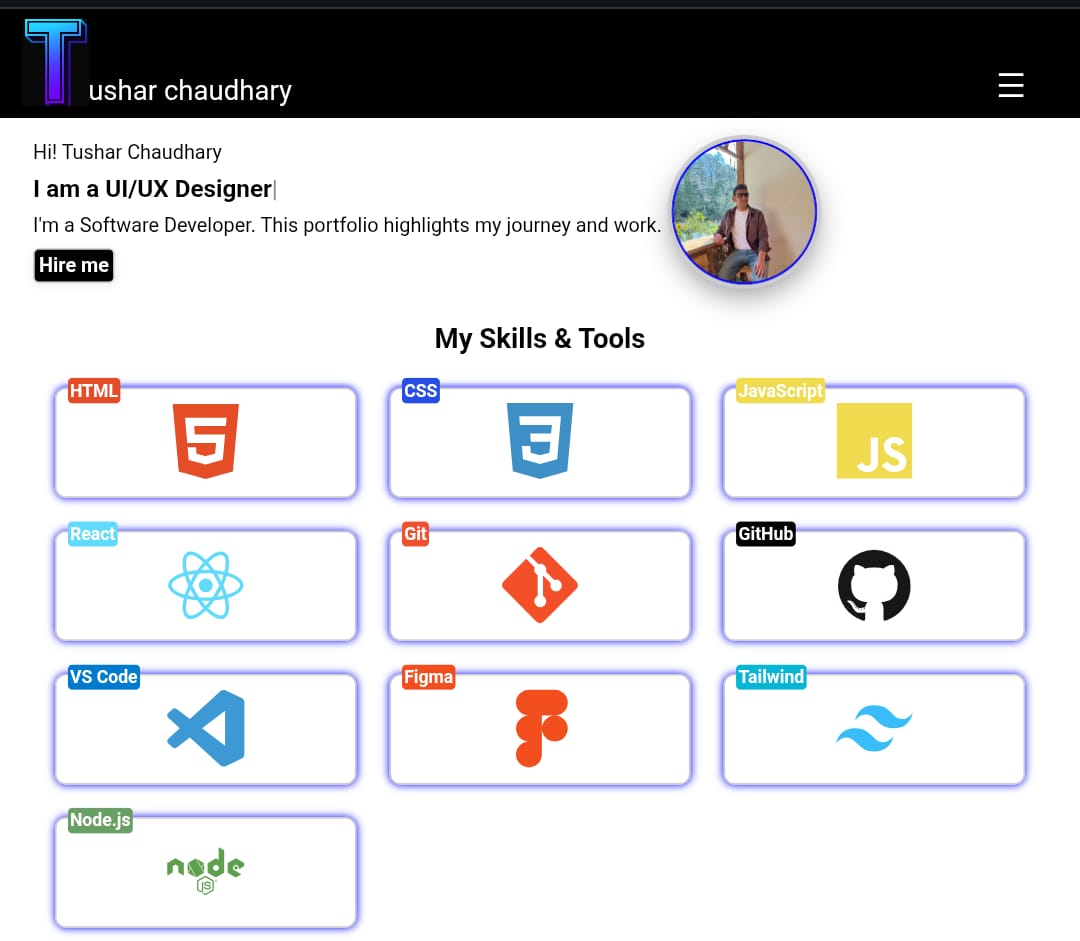 Tushar chaudhary
Hi! Tushar Chaudhary
I am a UI/UX Designer|
I'm a Software Developer. This portfolio highlights my journey and work.
Hire me
My Skills & Tools
HTML
CSS
JavaScript
5
3
JS
React
Git
GitHub
VS Code
Figma
Tailwind
Node.js
node
JS